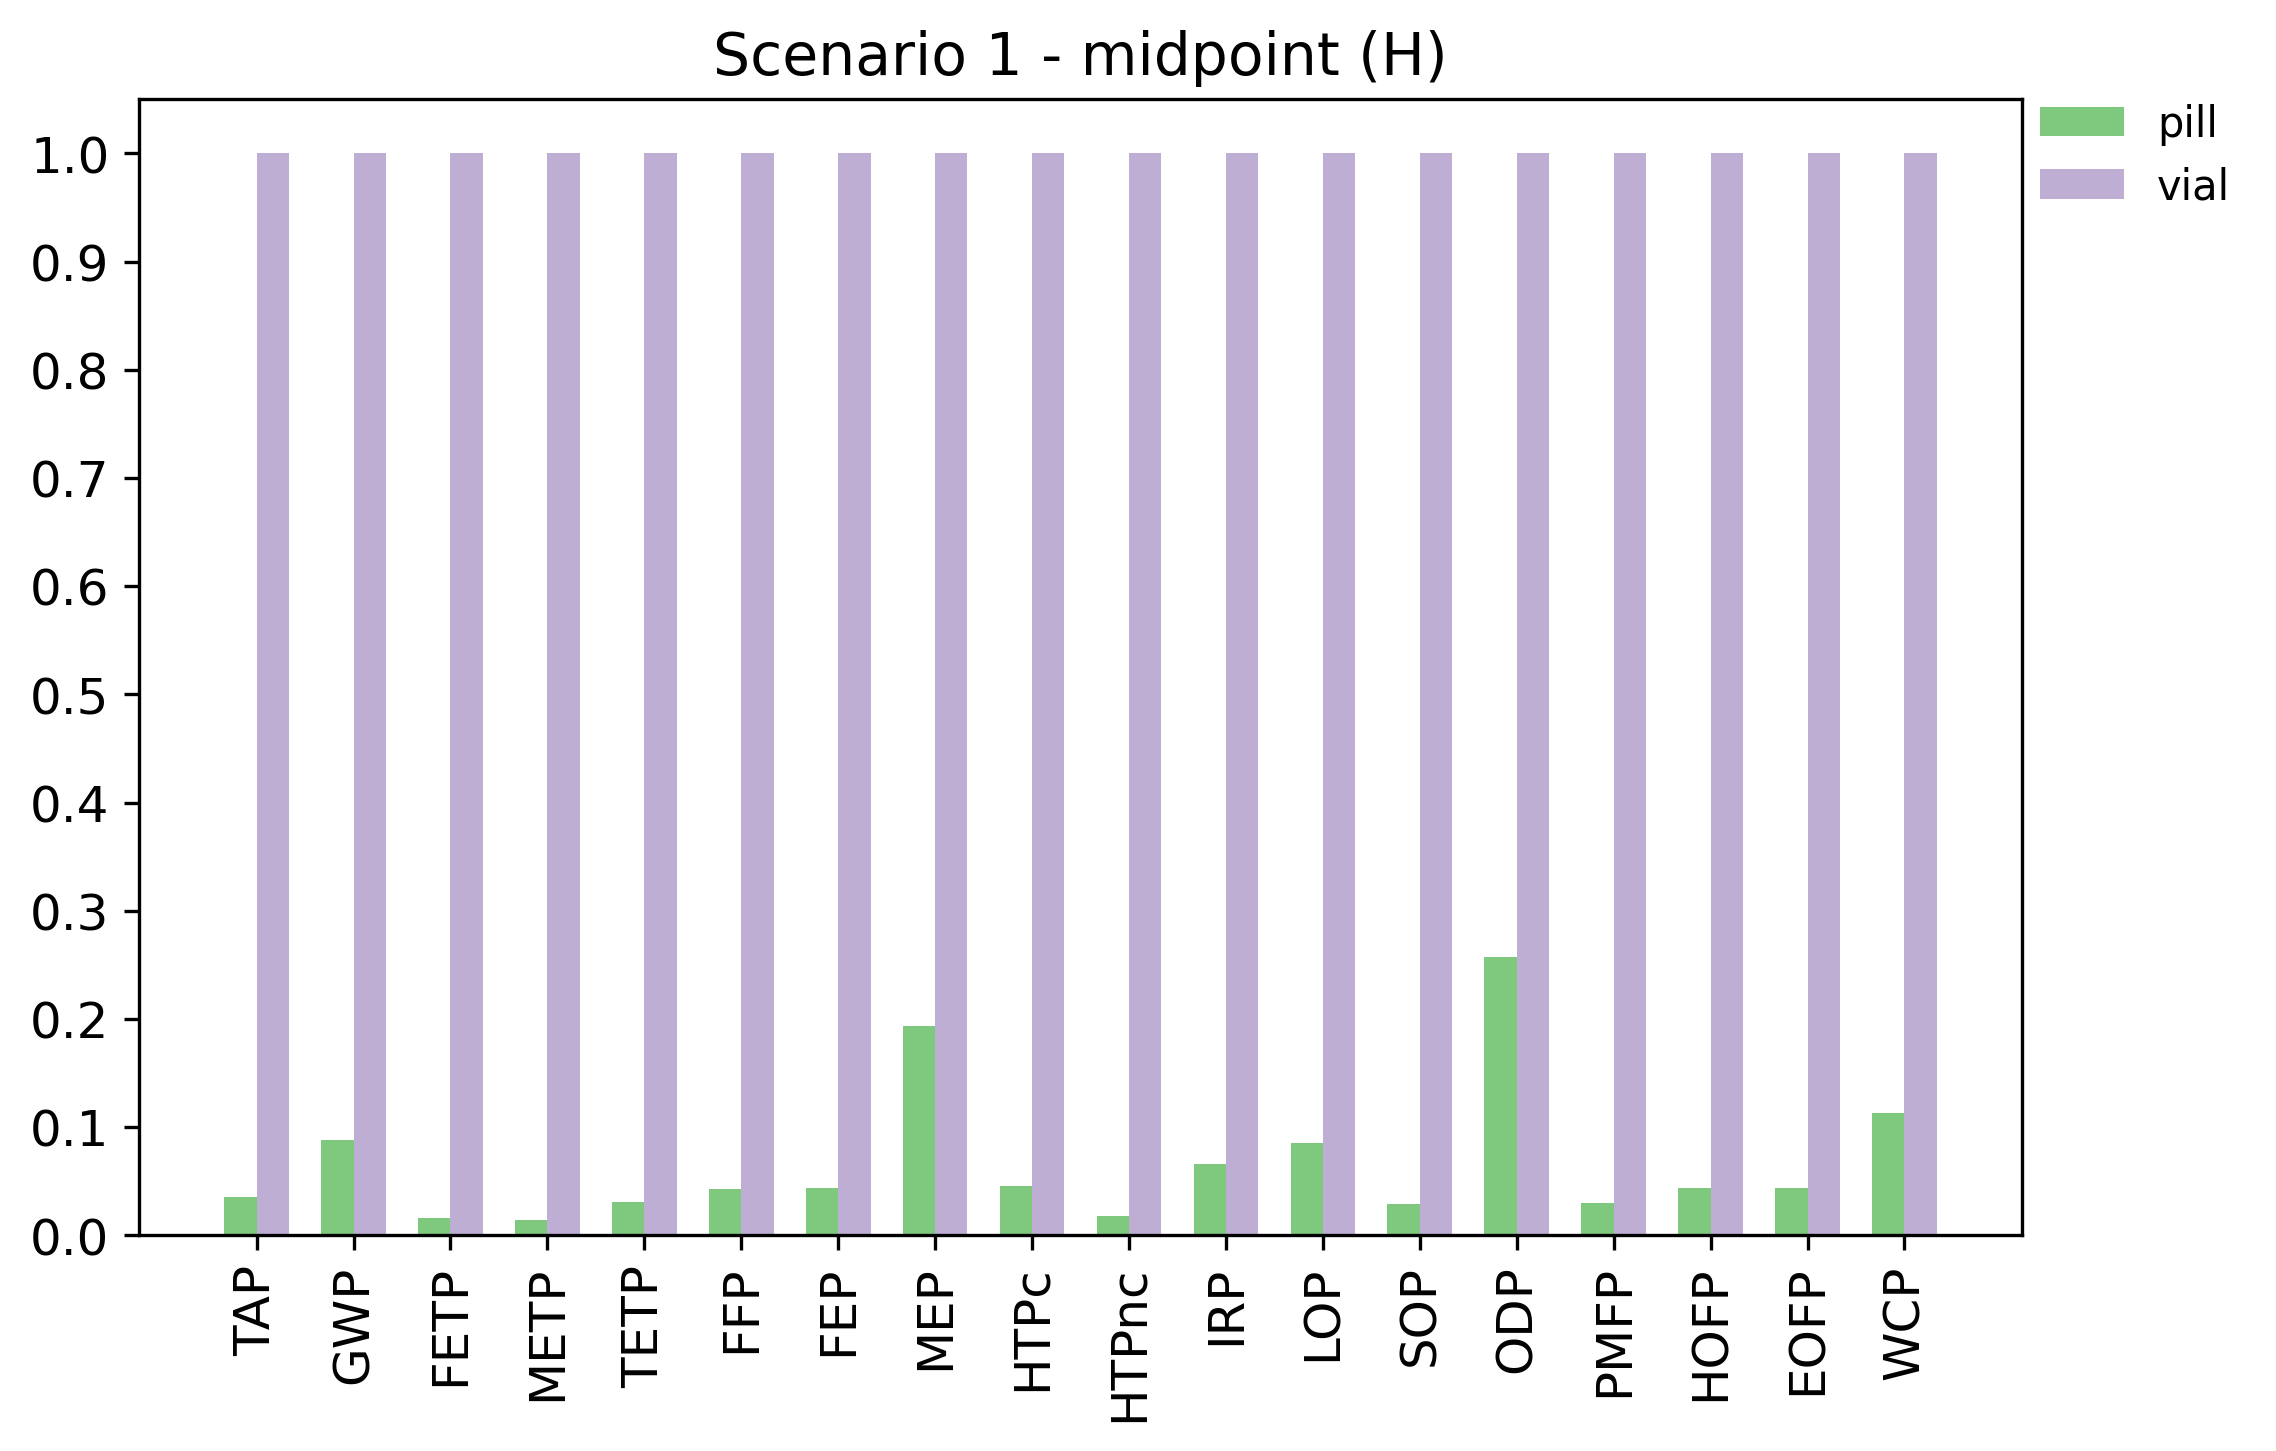 Scenario 1 - midpoint (H)
pill
vial
1.0
0.9
0.8
0.7
0.6
0.5
0.4
0.3
0.2
0.1
0.0
TAP
GWP
FETP
METP
TETP
FFP
FEP
MEP
HTPc
HTPnc
IRP
LOP
SOP
ODP
PMFP
HOFP
EOFP
WCP